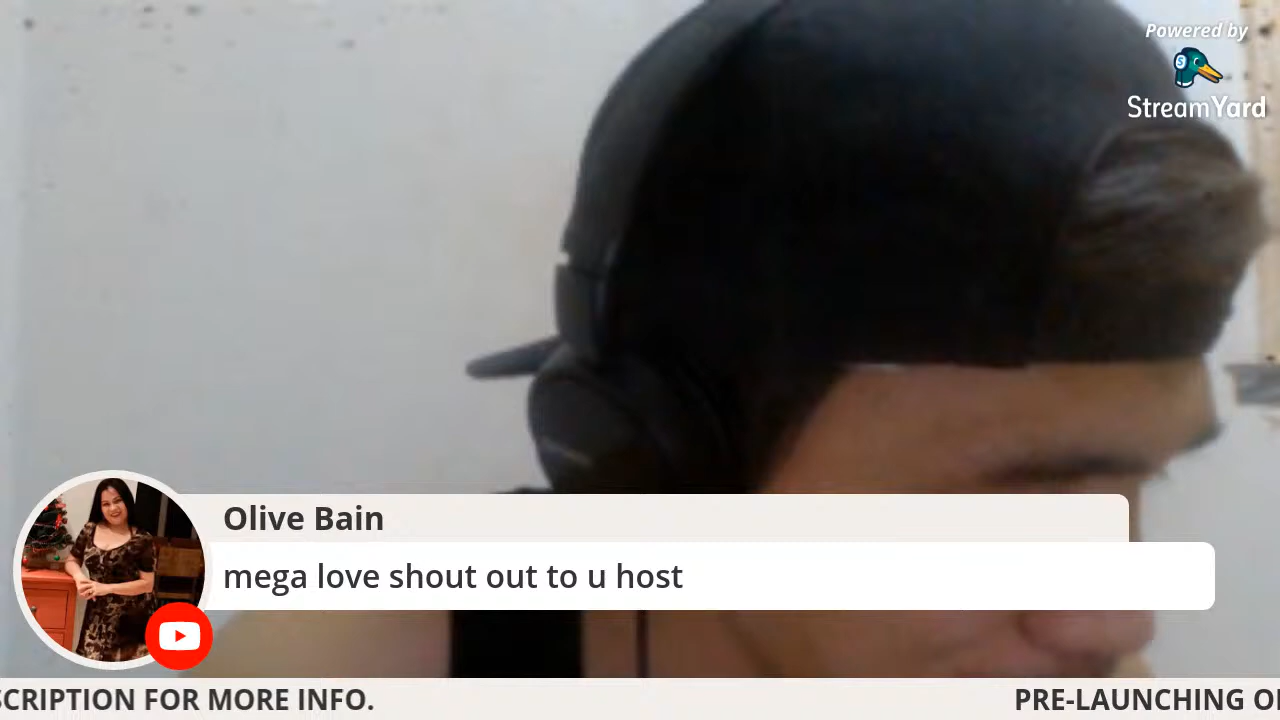 Powered by
StreamYard
Olive Bain
mega love shout out to u host
SCRIPTION FOR MORE INFO.
PRE-LAUNCHING